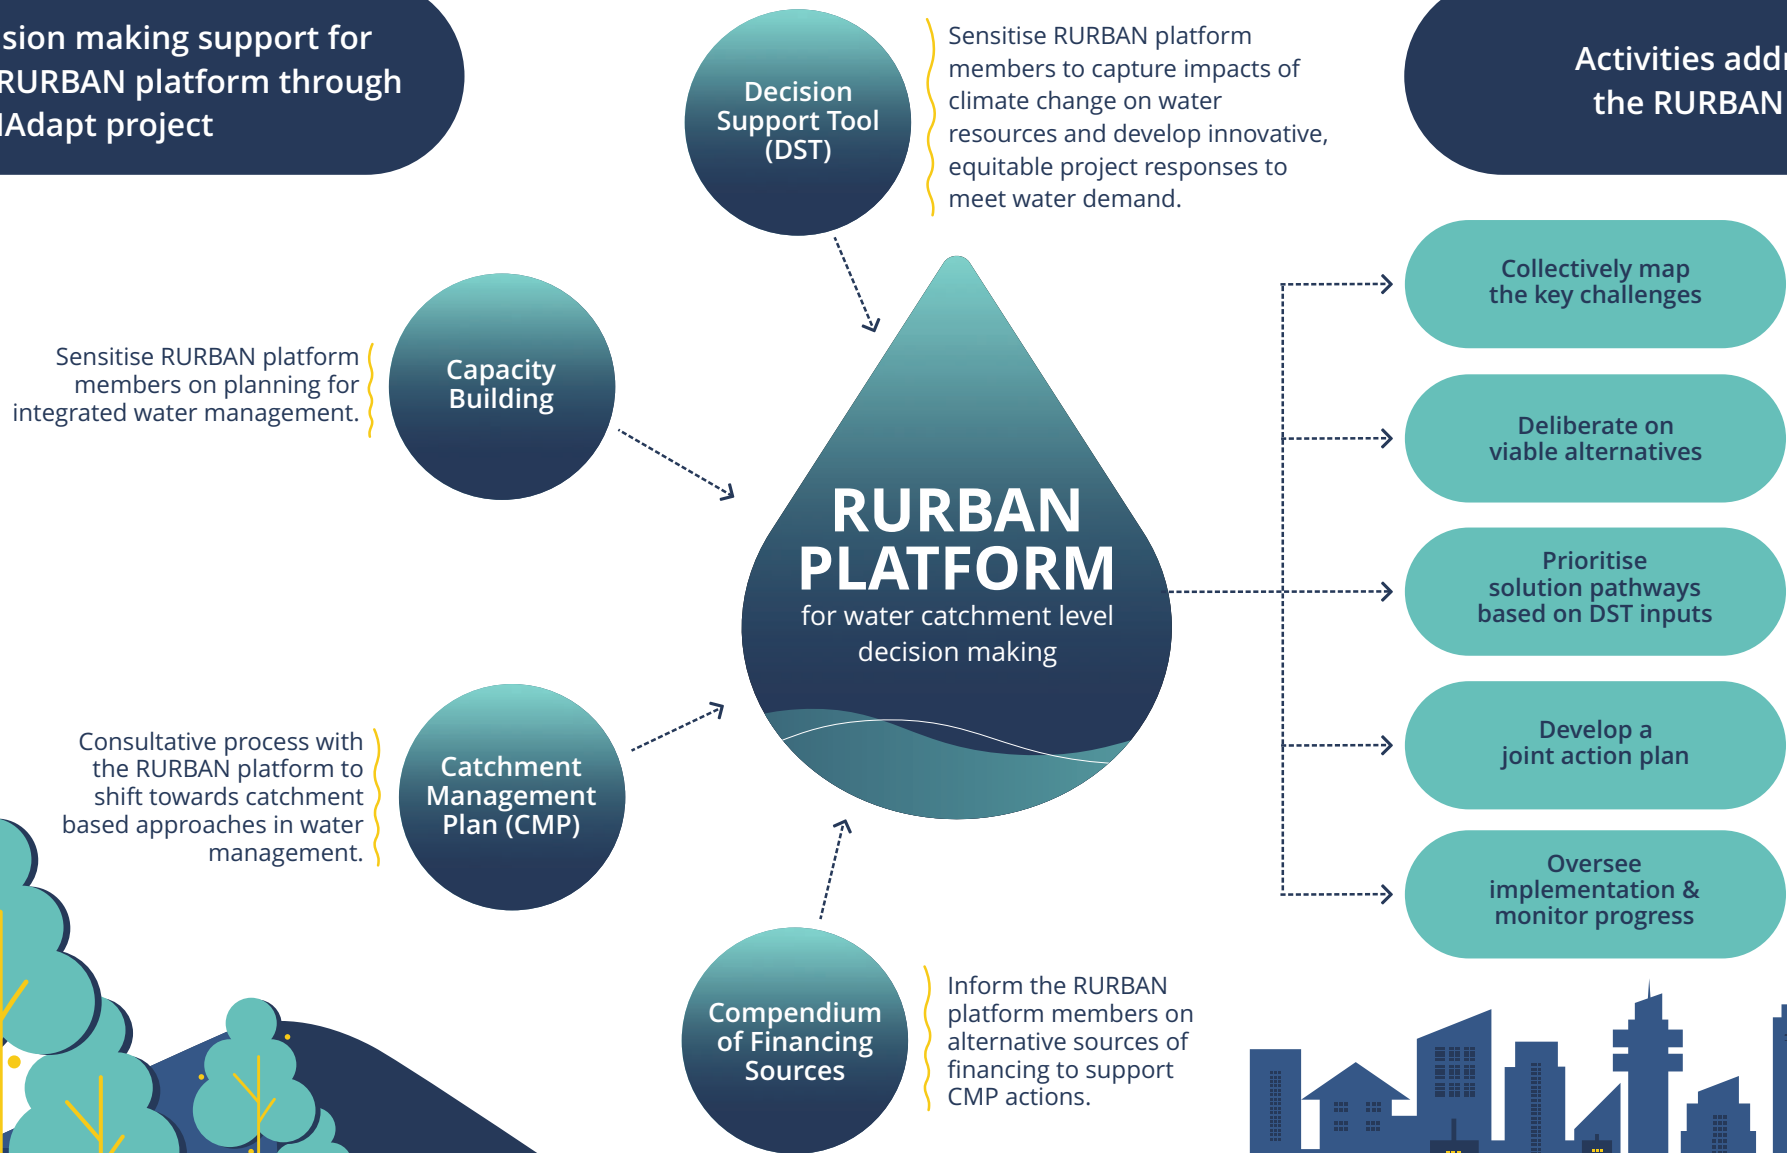 sion making support for
RURBAN platform through
Adapt project
Decision
Support Tool
(DST)
Sensitise RURBAN platform
members to capture impacts of
climate change on water
resources and develop innovative,
equitable project responses to
meet water demand.
Activities
the RURBAN
Capacity
Building
Sensitise RURBAN platform
members on planning for
integrated water management.
RURBAN
PLATFORM
for water catchment level
decision making
Catchment
Management
Plan (CMP)
Consultative process with
the RURBAN platform to
shift towards catchment
based approaches in water
management.
Compendium
of Financing
Sources
Inform the RURBAN
platform members on
alternative sources of
financing to support
CMP actions.
Collectively map
the key challenges
Deliberate on
viable alternatives
Prioritise
solution pathways
based on DST inputs
Develop a
joint action plan
Oversee
implementation &
monitor progress